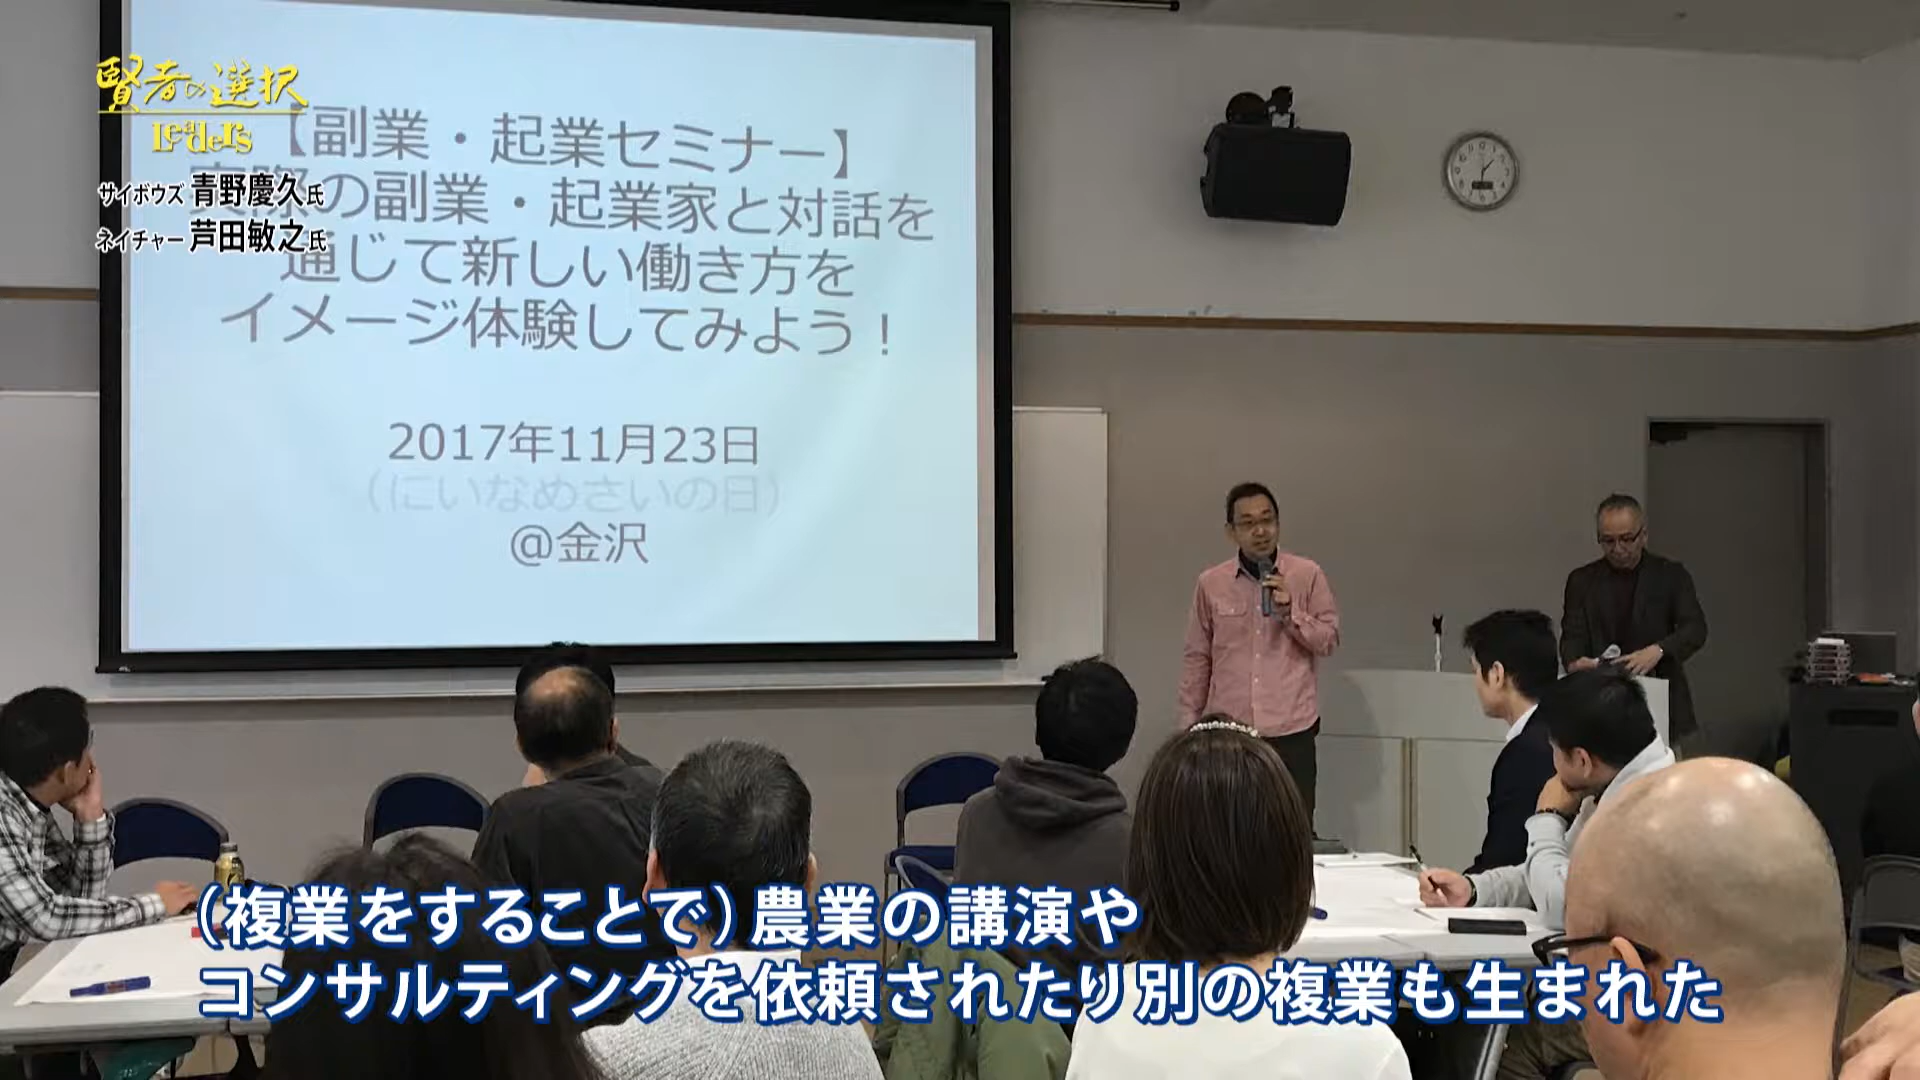 賢者の選択
Leaders
サイボウズ 青野慶久氏
ネイチャー 芦田敏之氏
【副業・起業セミナー】
実際の副業・起業家と対話を
通じて新しい働き方を
イメージ体験してみよう！
2017年11月23日
（にいなめさいの日）
@金沢
（複業をすることで）農業の講演や
コンサルティングを依頼されたり別の複業も生まれた